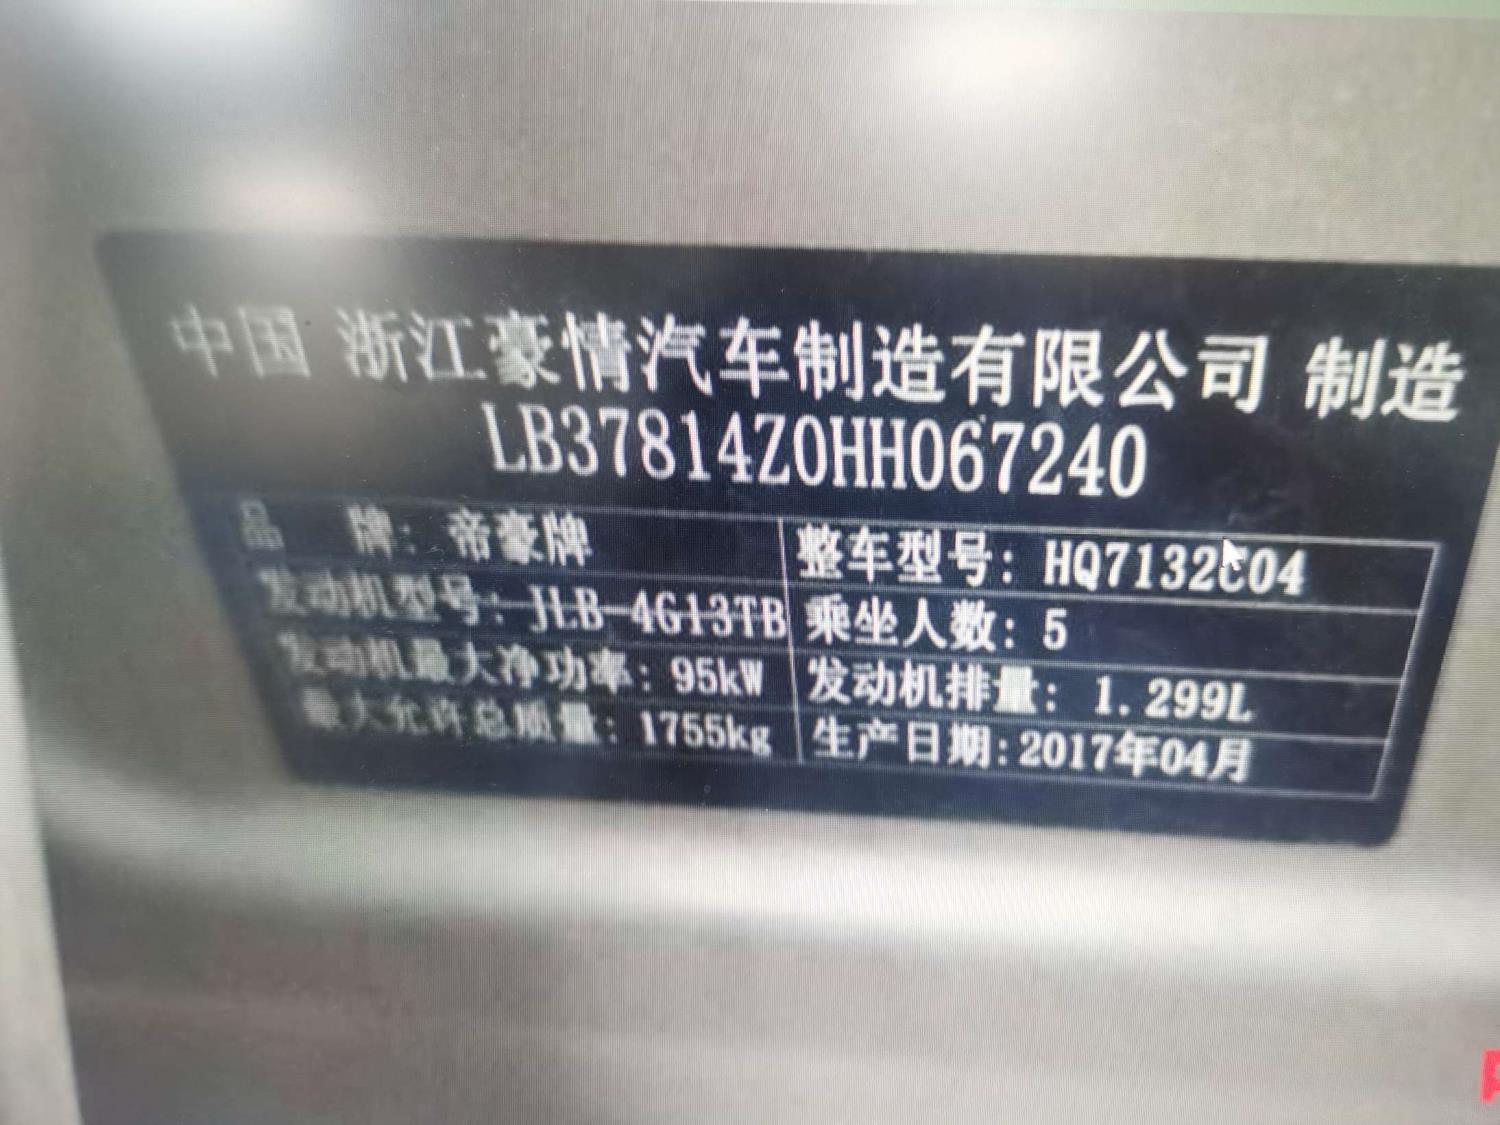 中国 浙江豪情汽车制造有限公司 制造
LB37814Z0HH067240
品 牌: 帝豪牌 整车型号: HQ7132C04
发动机型号: JLB-4G13TB 乘坐人数: 5
发动机最大净功率: 95kW 发动机排量: 1.299L
最大允许总质量: 1755kg 生产日期: 2017年04月